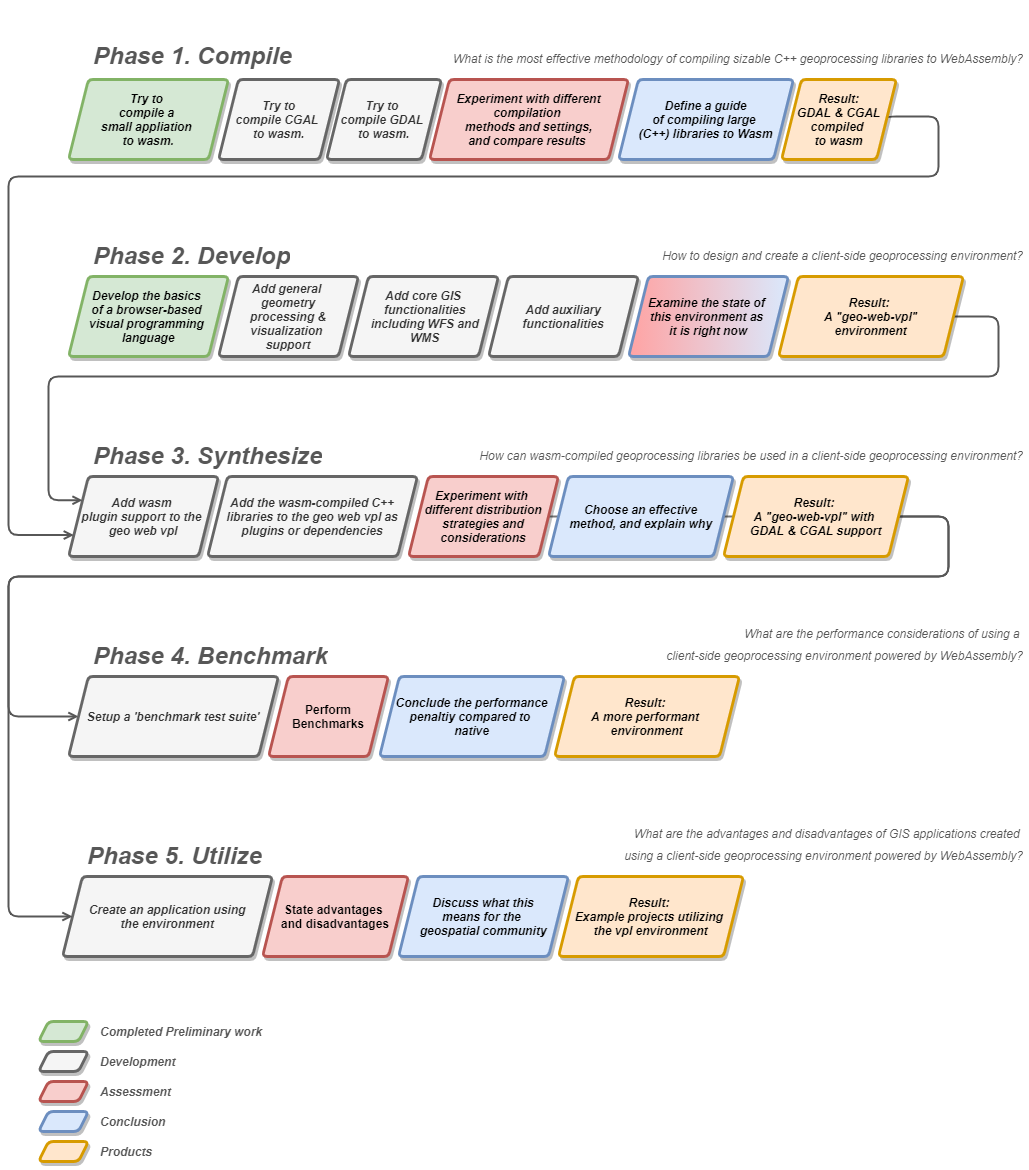 Phase 1. Compile
What is the most effective methodology of compiling sizable C++ geoprocessing libraries to WebAssembly?
Try to
compile a
small appliation
to wasm.
Try to
compile CGAL
to wasm.
Try to
compile GDAL
to wasm.
Experiment with different
compilation
methods and settings,
and compare results
Define a guide
of compiling large
(C++) libraries to Wasm
Result:
GDAL & CGAL
compiled
to wasm
Phase 2. Develop
How to design and create a client-side geoprocessing environment?
Develop the basics
of a browser-based
visual programming
language
Add general
geometry
processing &
visualization
support
Add core GIS
functionalities
including WFS and
WMS
Add auxiliary
functionalities
Examine the state of
this environment as
it is right now
Result:
A "geo-web-vpl"
environment
Phase 3. Synthesize
How can wasm-compiled geoprocessing libraries be used in a client-side geoprocessing environment?
Add wasm
plugin support to the
geo web vpl
Add the wasm-compiled C++
libraries to the geo web vpl as
plugins or dependencies
Experiment with
different distribution
strategies and
considerations
Choose an effective
method, and explain why
Result:
A "geo-web-vpl" with
GDAL & CGAL support
Phase 4. Benchmark
What are the performance considerations of using a
client-side geoprocessing environment powered by WebAssembly?
Setup a 'benchmark test suite'
Perform
Benchmarks
Conclude the performance
penaltiy compared to
native
Result:
A more performant
environment
Phase 5. Utilize
What are the advantages and disadvantages of GIS applications created
using a client-side geoprocessing environment powered by WebAssembly?
Create an application using
the environment
State advantages
and disadvantages
Discuss what this
means for the
geospatial community
Result:
Example projects utilizing
the vpl environment
Completed Preliminary work
Development
Assessment
Conclusion
Products